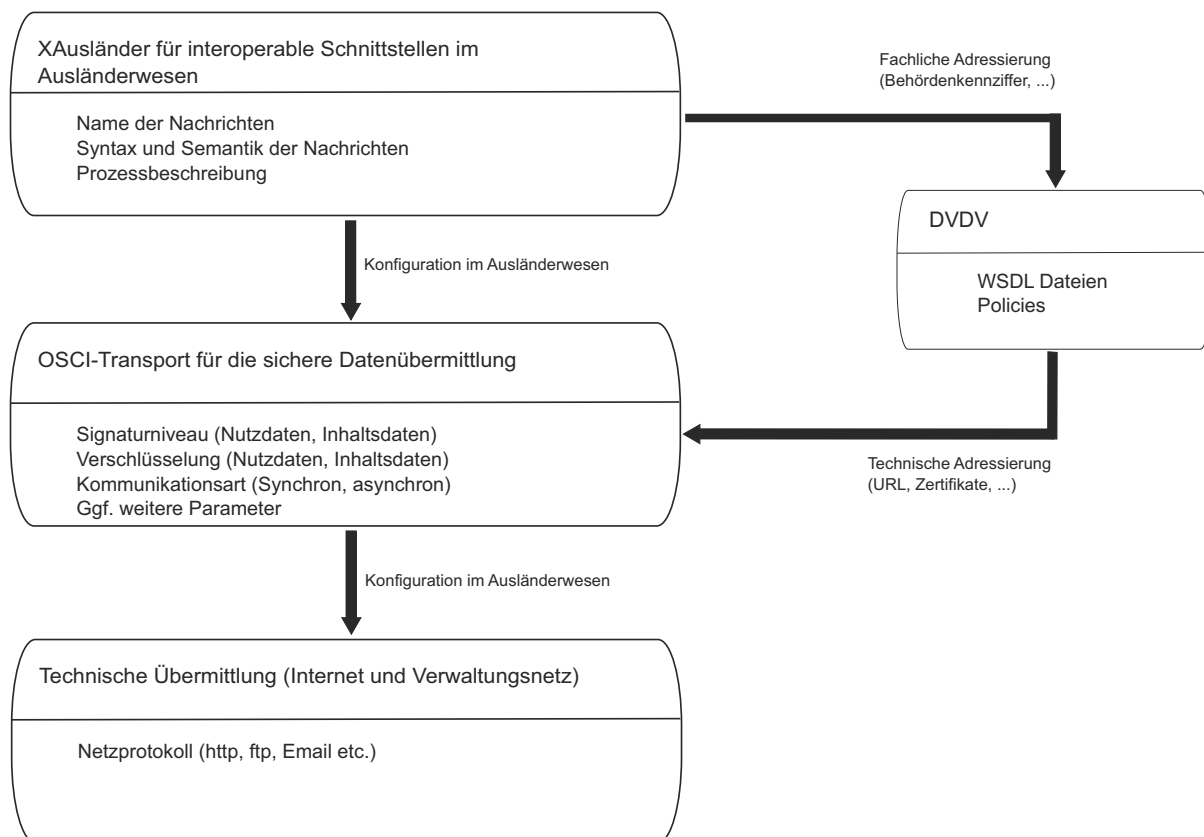 XAusländer für interoperable Schnittstellen im
Ausländerwesen
Name der Nachrichten
Syntax und Semantik der Nachrichten
Prozessbeschreibung
Fachliche Adressierung
(Behördenkennziffer, ...)
DVDV
WSDL Dateien
Policies
Konfiguration im Ausländerwesen
OSCI-Transport für die sichere Datenübermittlung
Signaturniveau (Nutzdaten, Inhaltsdaten)
Verschlüsselung (Nutzdaten, Inhaltsdaten)
Kommunikationsart (Synchron, asynchron)
Ggf. weitere Parameter
Technische Adressierung
(URL, Zertifikate, ...)
Konfiguration im Ausländerwesen
Technische Übermittlung (Internet und Verwaltungsnetz)
Netzprotokoll (http, ftp, Email etc.)